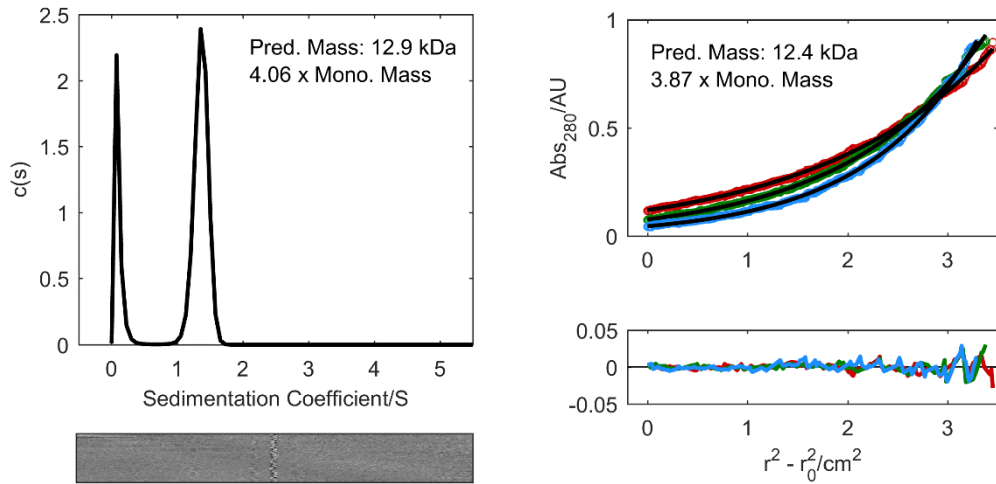 2.5
2
1.5
1
0.5
0
c(s)
Pred. Mass: 12.9 kDa
4.06 x Mono. Mass
0 1 2 3 4 5
Sedimentation Coefficient/S
1
0.5
0
Abs₂₈₀/AU
Pred. Mass: 12.4 kDa
3.87 x Mono. Mass
0 1 2 3
0.05
0
-0.05
0 1 2 3
r² - r₀²/cm²